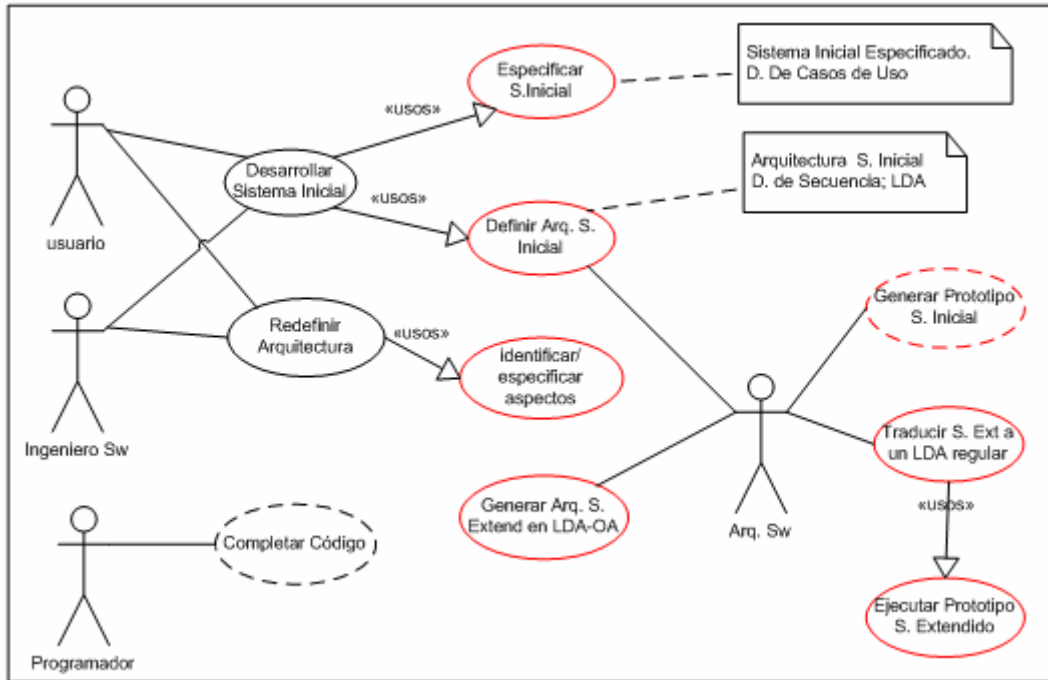 Especificar
S.Inicial
Sistema Inicial Especificado.
D. De Casos de Uso
«usos»
Desarrollar
Sistema Inicial
Arquitectura S. Inicial
D. de Secuencia; LDA
«usos»
usuario
Definir Arq. S.
Inicial
Generar Prototipo
S. Inicial
Redefinir
Arquitectura
«usos»
identificar/
especificar
aspectos
Ingeniero Sw
Traducir S. Ext a
un LDA regular
«usos»
Generar Arq. S.
Extend en LDA-OA
Arq. Sw
Completar Código
Ejecutar Prototipo
S. Extendido
Programador